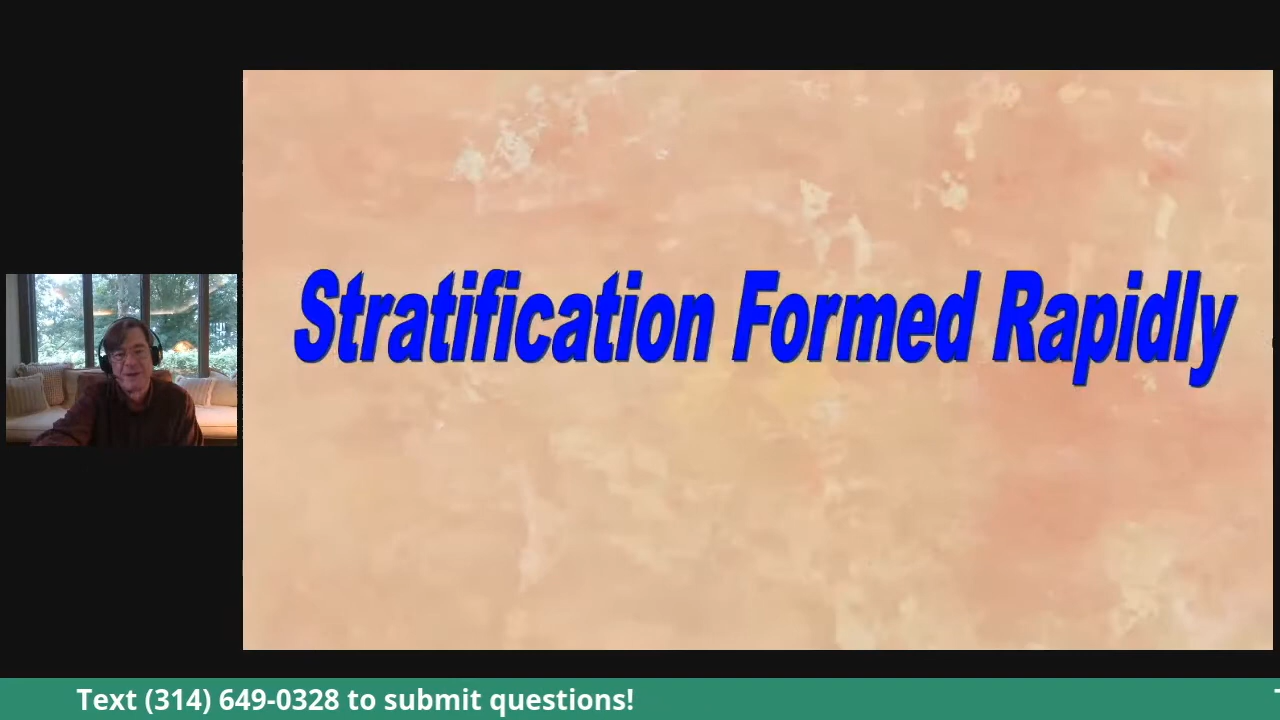 Stratification Formed Rapidly
Text (314) 649-0328 to submit questions!